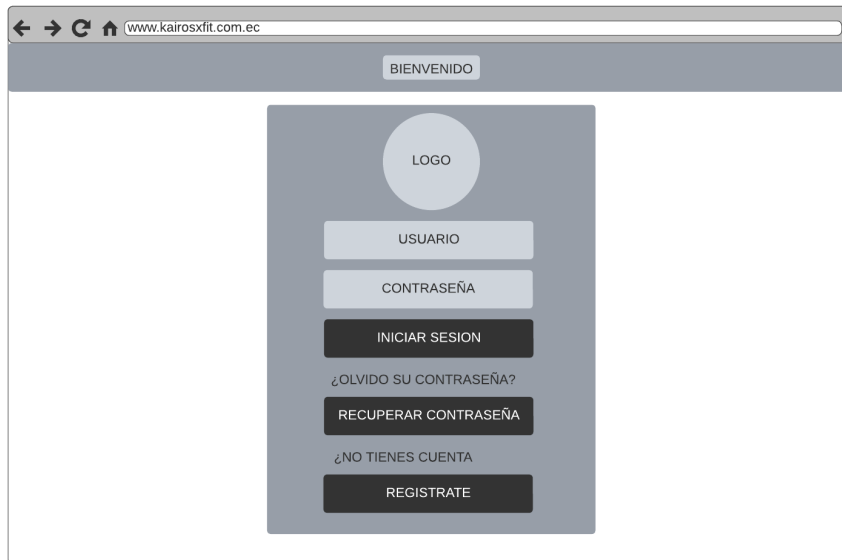 www.kairosxfit.com.ec
BIENVENIDO
LOGO
USUARIO
CONTRASEÑA
INICIAR SESION
¿OLVIDO SU CONTRASEÑA?
RECUPERAR CONTRASEÑA
¿NO TIENES CUENTA
REGISTRATE